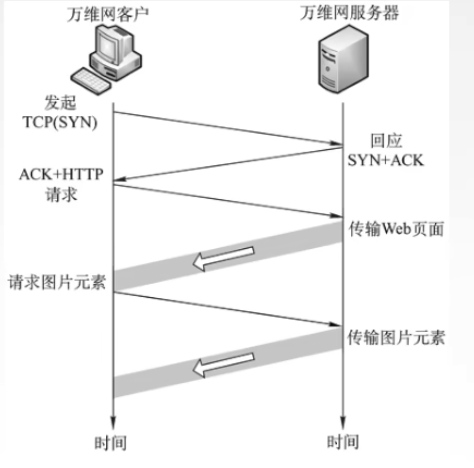 万维网客户
万维网服务器
发起
TCP(SYN)
回应
SYN+ACK
ACK+HTTP
请求
传输Web页面
请求图片元素
传输图片元素
时间
时间